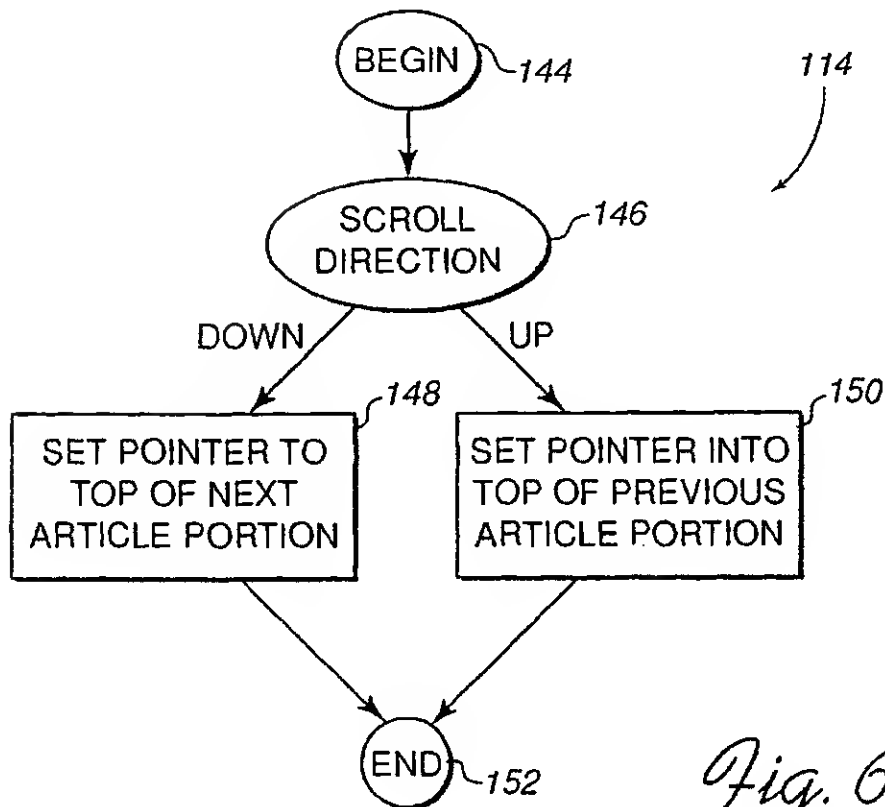 BEGIN
144
114
SCROLL
DIRECTION
146
DOWN
UP
148
150
SET POINTER TO
TOP OF NEXT
ARTICLE PORTION
SET POINTER INTO
TOP OF PREVIOUS
ARTICLE PORTION
END
152
Fig. 6